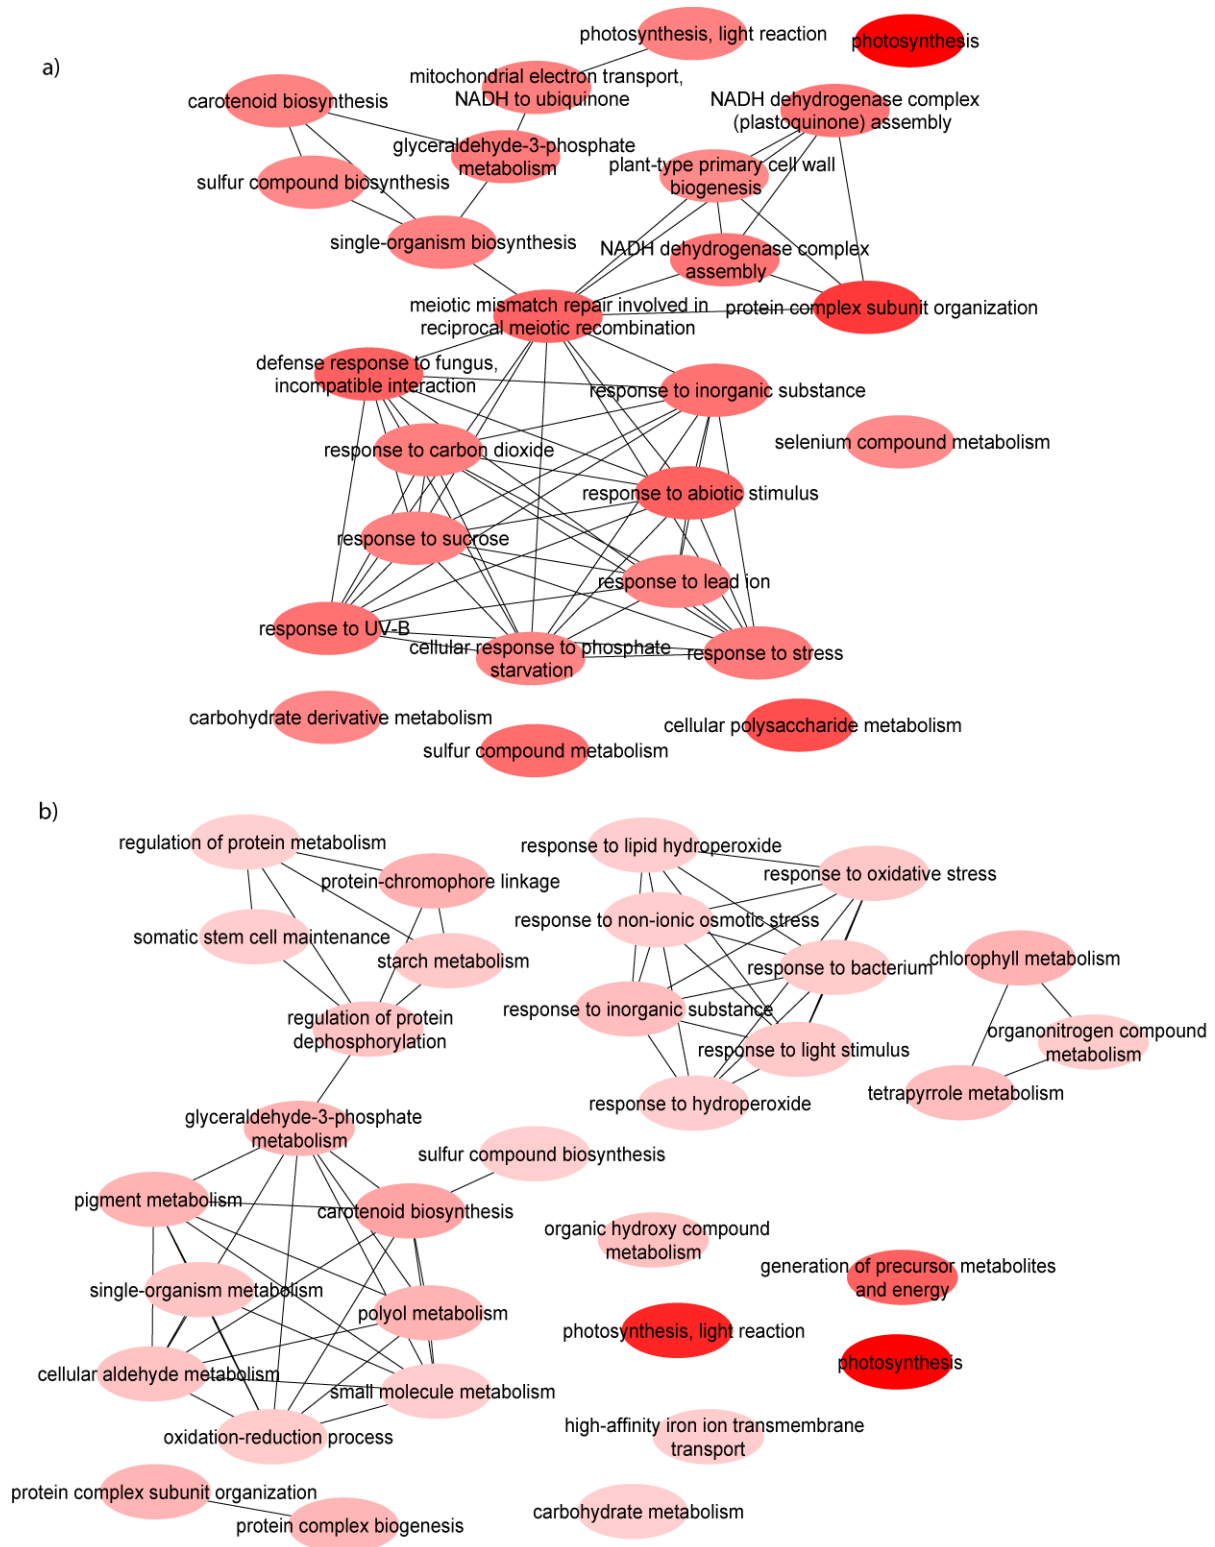 a)
photosynthesis, light reaction
photosynthesis
mitochondrial electron transport,
NADH to ubiquinone
carotenoid biosynthesis
NADH dehydrogenase complex
(plastoquinone) assembly
glyceraldehyde-3-phosphate
metabolism
plant-type primary cell wall
biogenesis
sulfur compound biosynthesis
single-organism biosynthesis
NADH dehydrogenase complex
assembly
meiotic mismatch repair involved in
reciprocal meiotic recombination
protein complex subunit organization
defense response to fungus,
incompatible interaction
response to inorganic substance
response to carbon dioxide
selenium compound metabolism
response to abiotic stimulus
response to sucrose
response to lead ion
response to UV-B
cellular response to phosphate
starvation
response to stress
carbohydrate derivative metabolism
cellular polysaccharide metabolism
sulfur compound metabolism
b)
regulation of protein metabolism
response to lipid hydroperoxide
protein-chromophore linkage
response to oxidative stress
somatic stem cell maintenance
response to non-ionic osmotic stress
starch metabolism
response to bacterium
chlorophyll metabolism
regulation of protein
dephosphorylation
response to inorganic substance
organonitrogen compound
metabolism
response to light stimulus
response to hydroperoxide
tetrapyrrole metabolism
glyceraldehyde-3-phosphate
metabolism
sulfur compound biosynthesis
pigment metabolism
carotenoid biosynthesis
organic hydroxy compound
metabolism
generation of precursor metabolites
and energy
single-organism metabolism
polyol metabolism
photosynthesis, light reaction
photosynthesis
cellular aldehyde metabolism
small molecule metabolism
oxidation-reduction process
high-affinity iron ion transmembrane
transport
protein complex subunit organization
protein complex biogenesis
carbohydrate metabolism